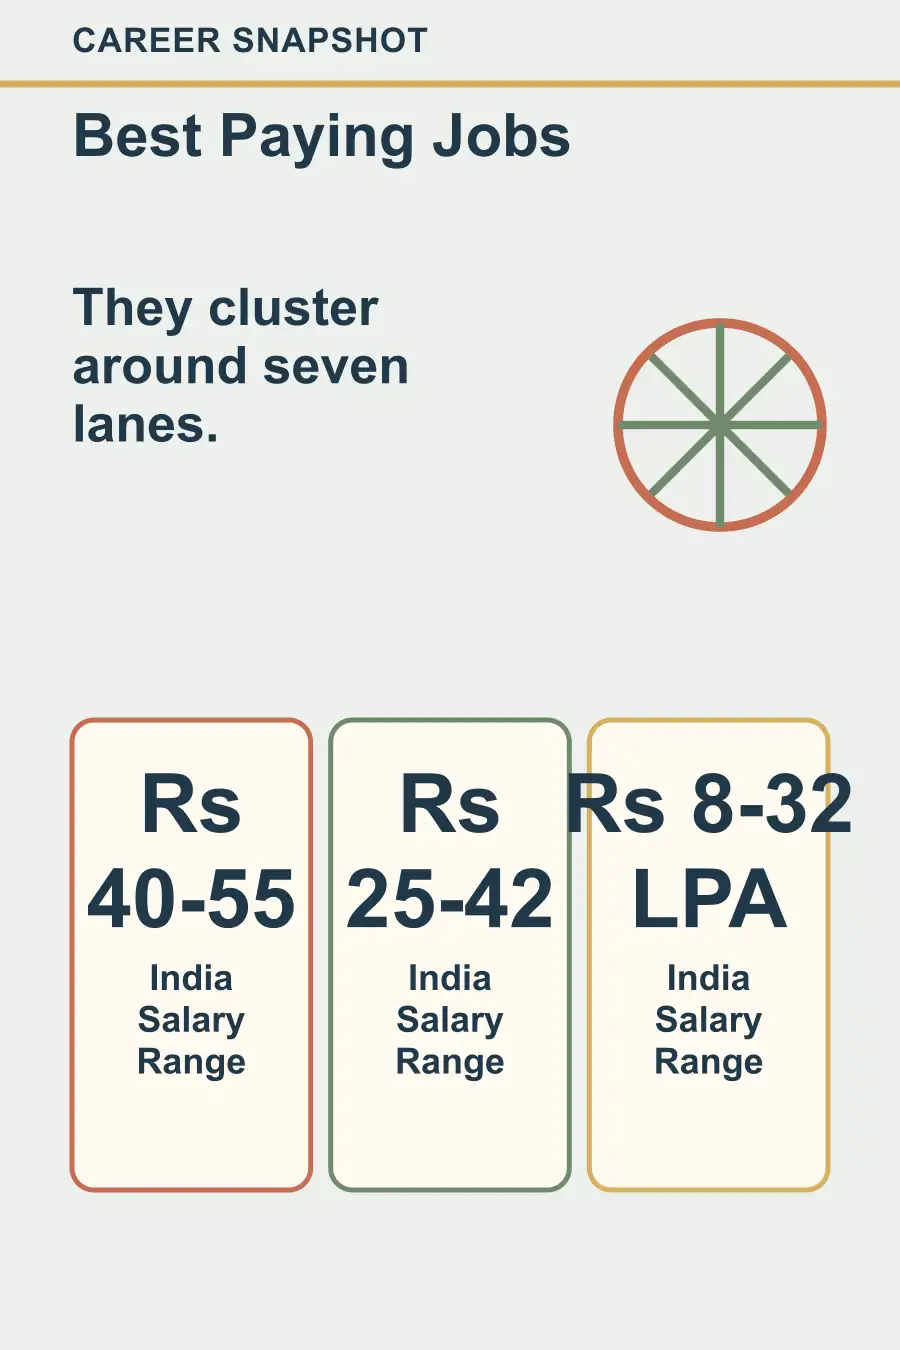 CAREER SNAPSHOT
Best Paying Jobs
They cluster
around seven
lanes.
Rs
40-55
India
Salary
Range
Rs
25-42
India
Salary
Range
Rs 8-32
LPA
India
Salary
Range